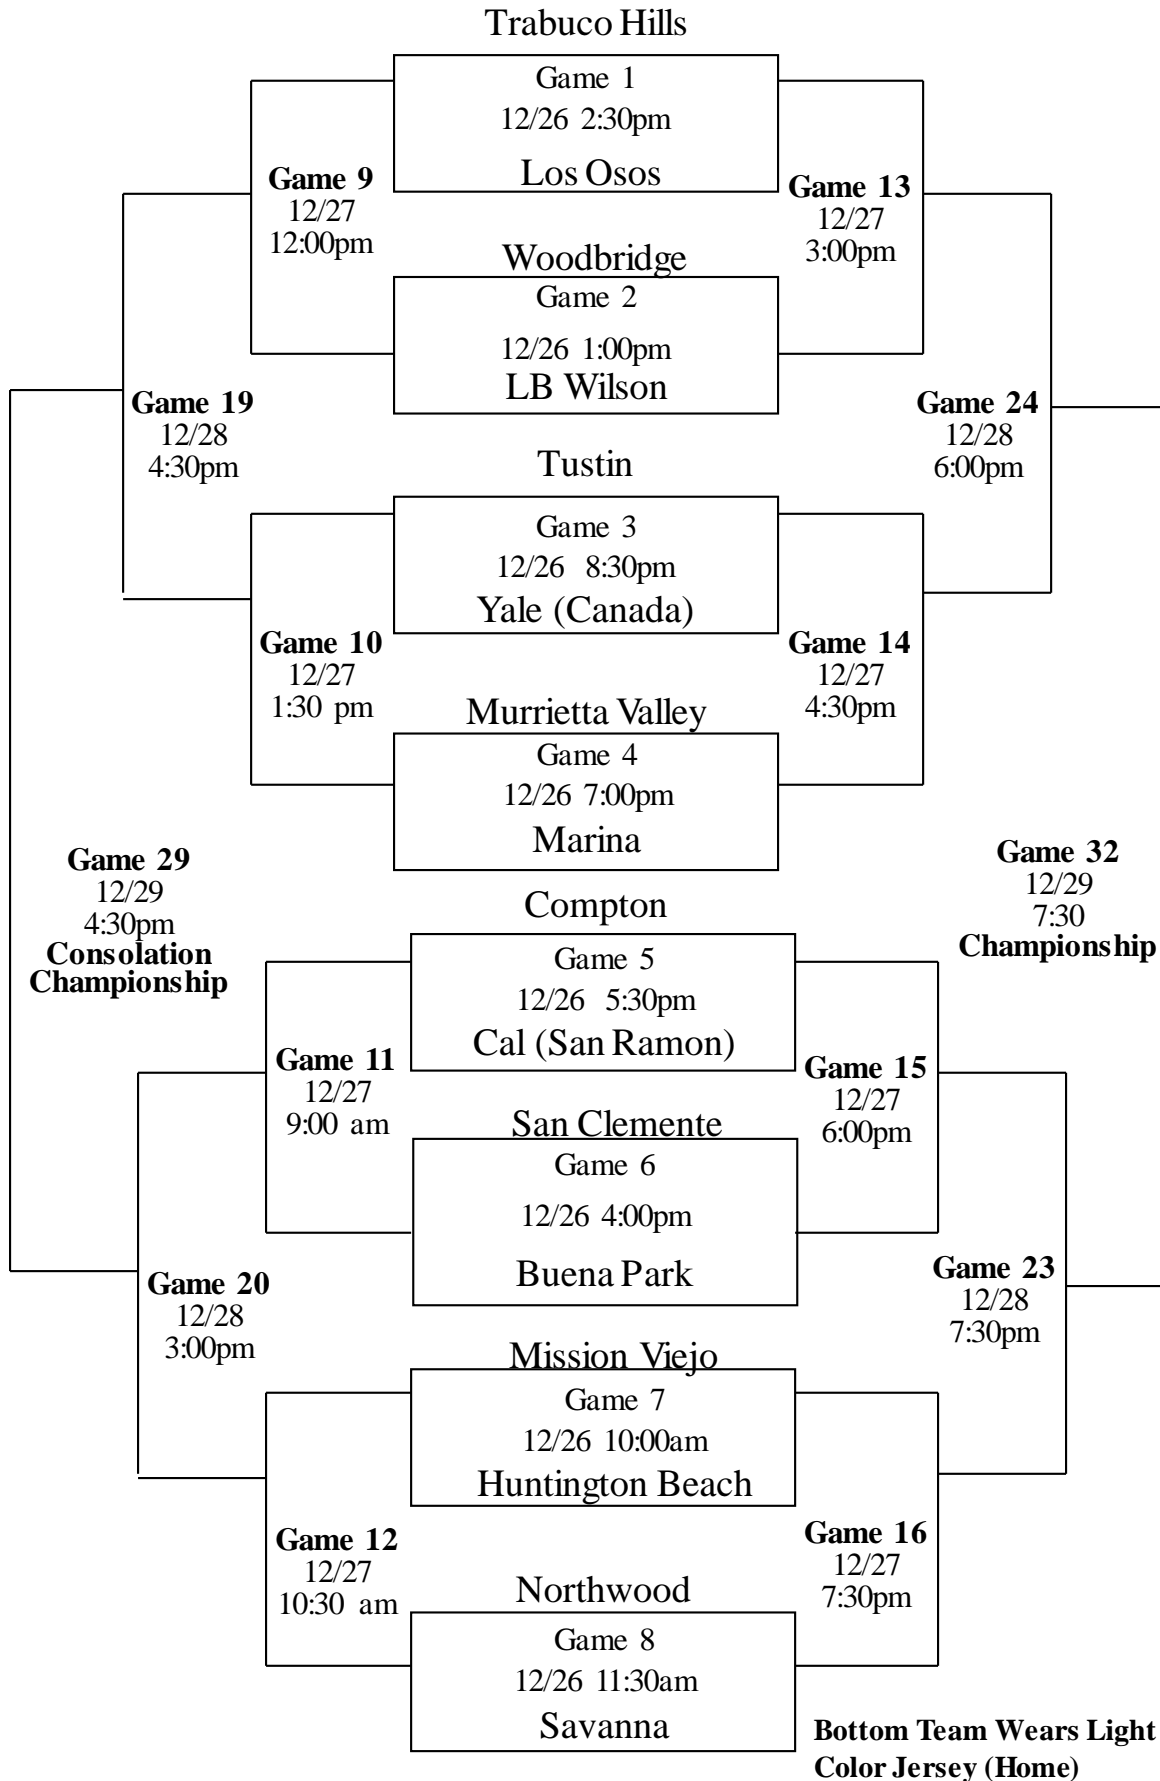 Trabuco Hills
Game 1
12/26 2:30pm
Los Osos
Game 9
12/27
12:00pm
Game 13
12/27
3:00pm
Woodbridge
Game 2
12/26 1:00pm
LB Wilson
Game 19
12/28
4:30pm
Game 24
12/28
6:00pm
Tustin
Game 3
12/26 8:30pm
Yale (Canada)
Game 10
12/27
1:30 pm
Game 14
12/27
4:30pm
Murrietta Valley
Game 4
12/26 7:00pm
Marina
Game 29
12/29
4:30pm
Consolation
Championship
Game 32
12/29
7:30
Championship
Compton
Game 5
12/26 5:30pm
Cal (San Ramon)
Game 11
12/27
9:00 am
Game 15
12/27
6:00pm
San Clemente
Game 6
12/26 4:00pm
Buena Park
Game 20
12/28
3:00pm
Game 23
12/28
7:30pm
Mission Viejo
Game 7
12/26 10:00am
Huntington Beach
Game 12
12/27
10:30 am
Game 16
12/27
7:30pm
Northwood
Game 8
12/26 11:30am
Savanna
Bottom Team Wears Light
Color Jersey (Home)